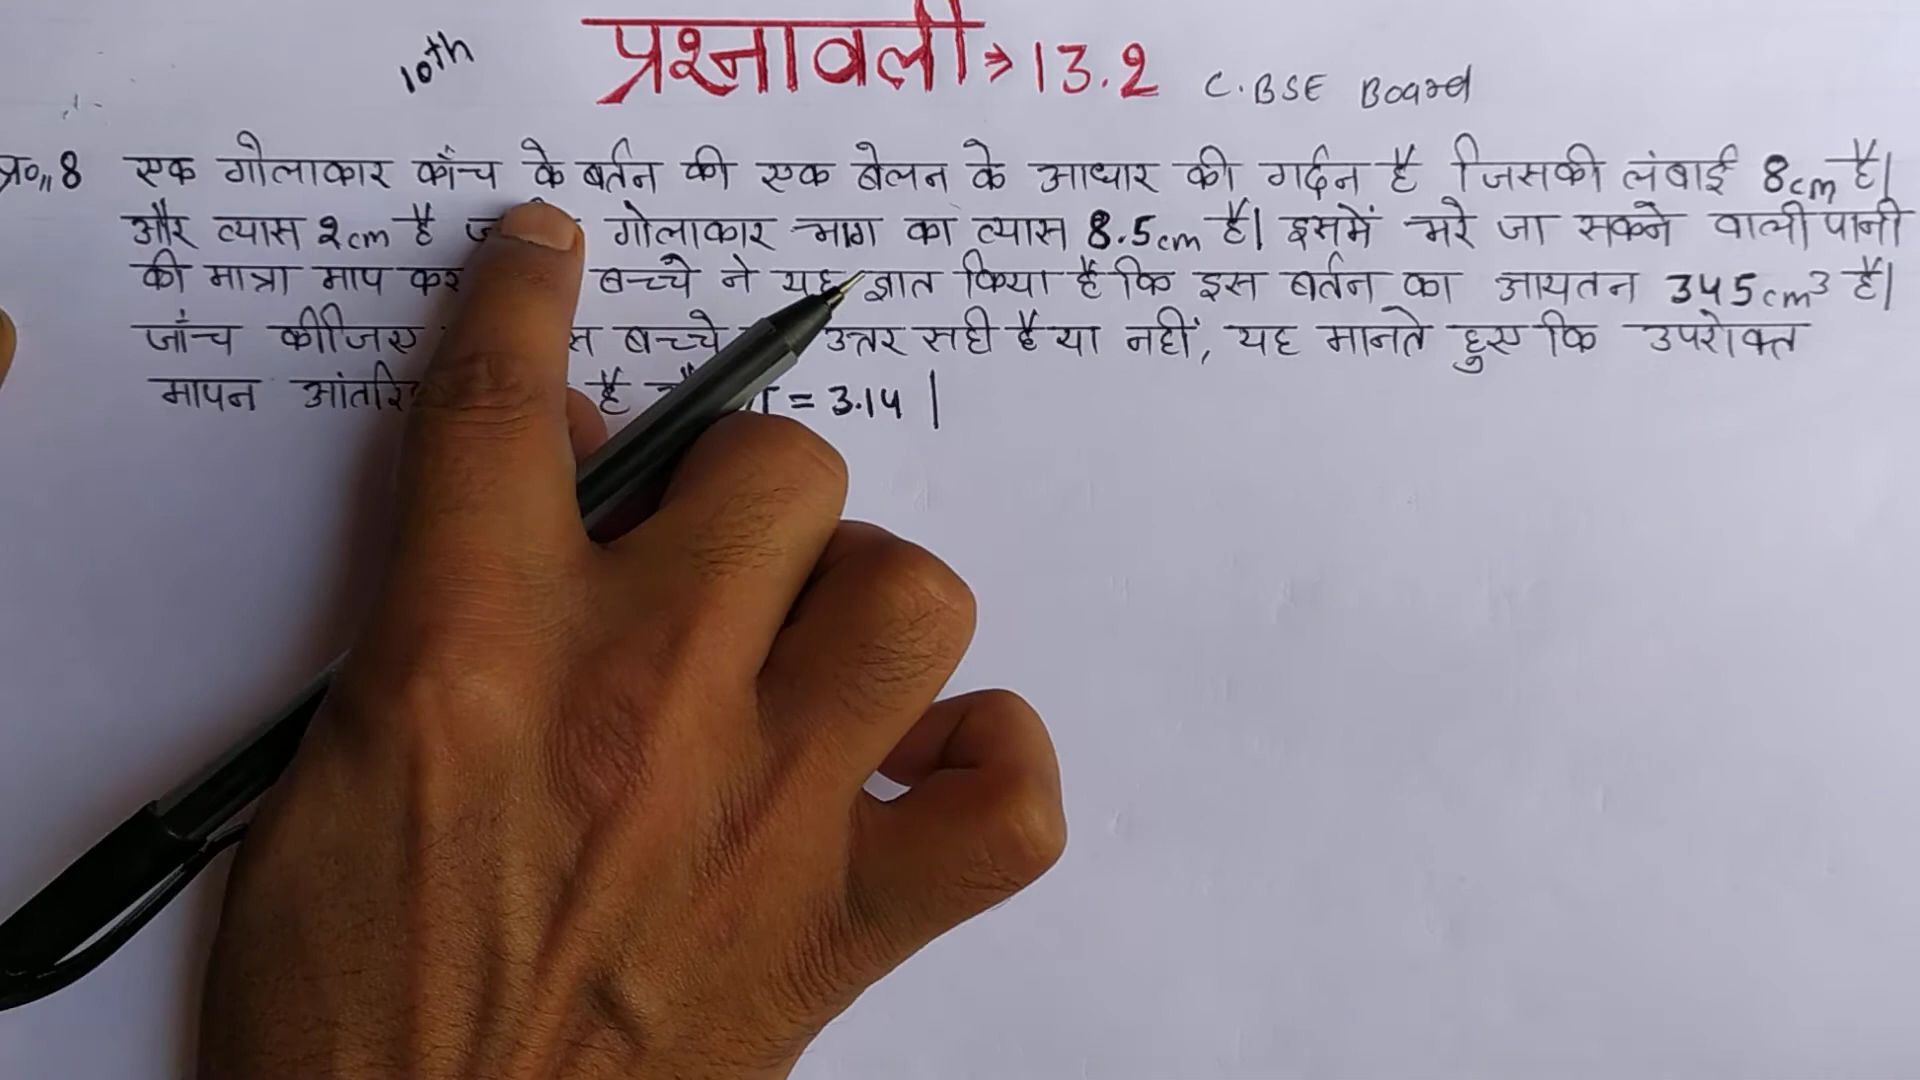 10th
प्रश्नावली ⇒ 13.2 C.BSE Board
प्र०,, 8 एक गोलाकार काँच के बर्तन की एक बेलन के आधार की गर्दन है जिसकी लंबाई 8cm है।
और व्यास 2cm है गोलाकार भाग का व्यास 8.5cm है। इसमें भरे जा सकने वाली पानी
की मात्रा माप कर बच्चे ने यह ज्ञात किया है कि इस बर्तन का आयतन 345cm³ है।
जाँच कीजिए बच्चे उत्तर सही है या नहीं, यह मानते हुए कि उपरोक्त
मापन है = 3.14 |